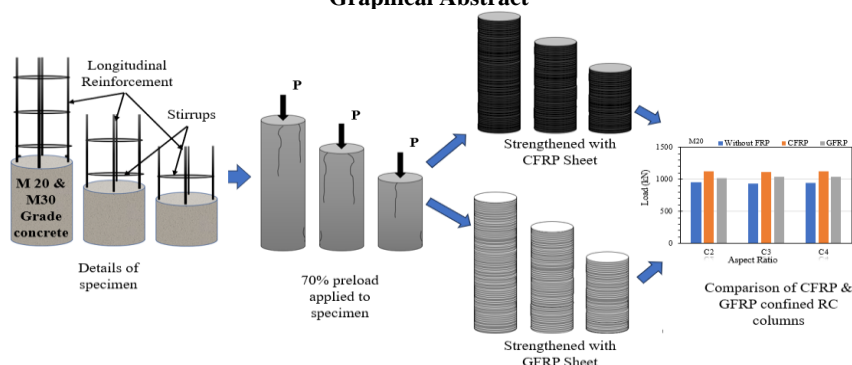 Graphical Abstract
Longitudinal
Reinforcement
Stirrups
M 20 &
M30
Grade
concrete
Details of
specimen
P
P
P
70% preload
applied to
specimen
Strengthened with
CFRP Sheet
Strengthened with
GFRP Sheet
M20
Without FRP
CFRP
GFRP
1500
1000
500
0
Load (kN)
C2
C3
C4
Aspect Ratio
Comparison of CFRP &
GFRP confined RC
columns